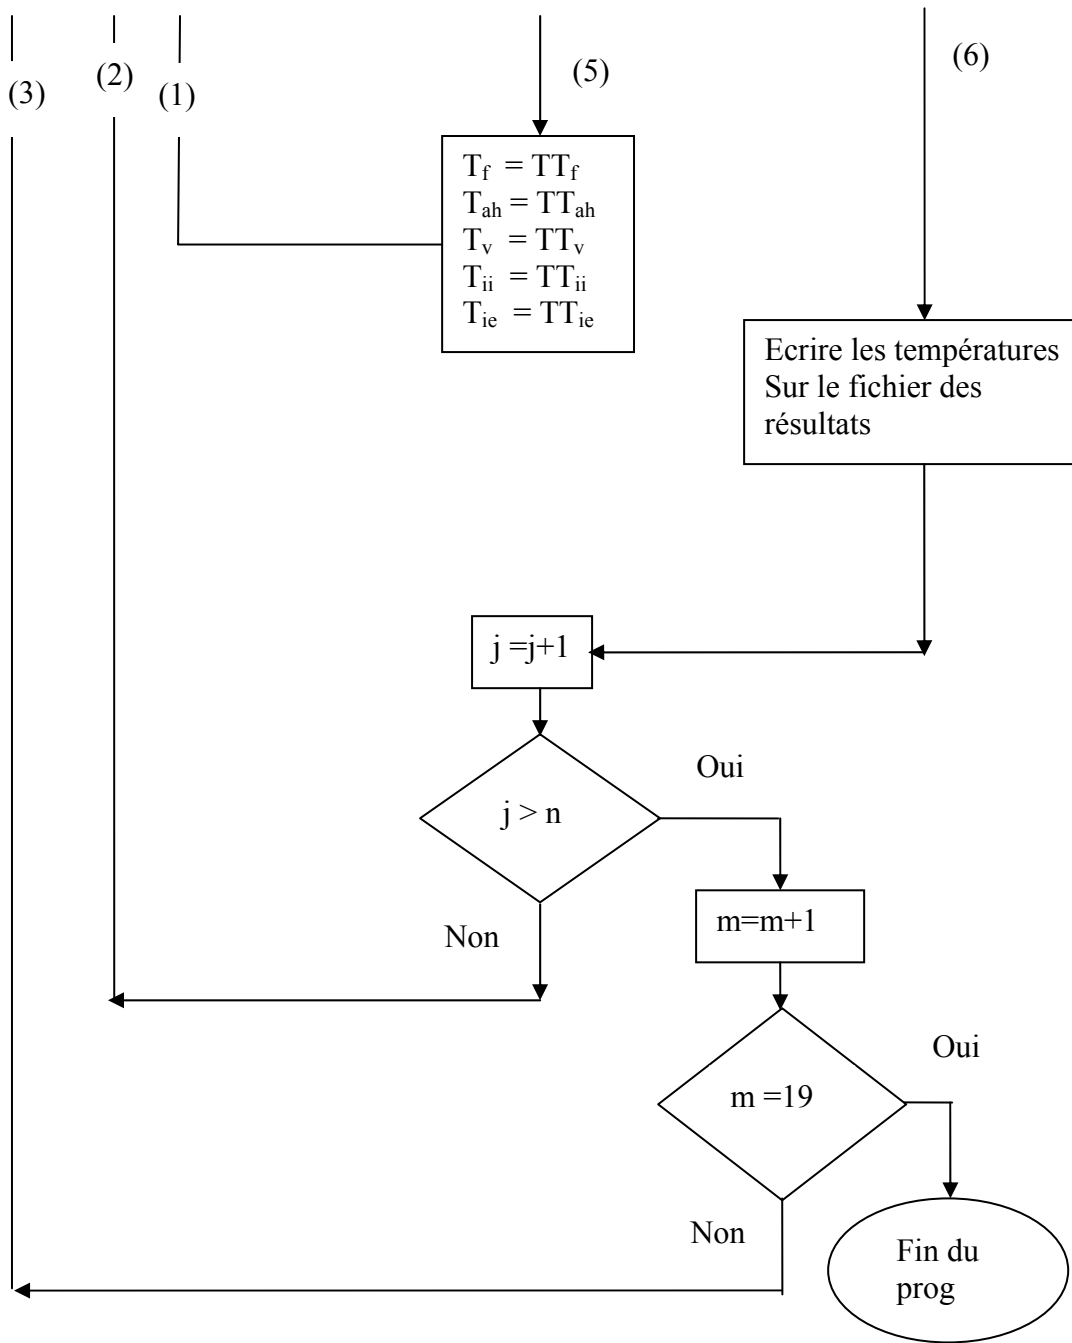 (3)
(2)
(1)
(5)
(6)
T_f = TT_f
T_ah = TT_ah
T_v = TT_v
T_ii = TT_ii
T_ie = TT_ie
Ecrire les températures
Sur le fichier des
résultats
j =j+1
Oui
j > n
m=m+1
Non
Oui
m =19
Non
Fin du
prog